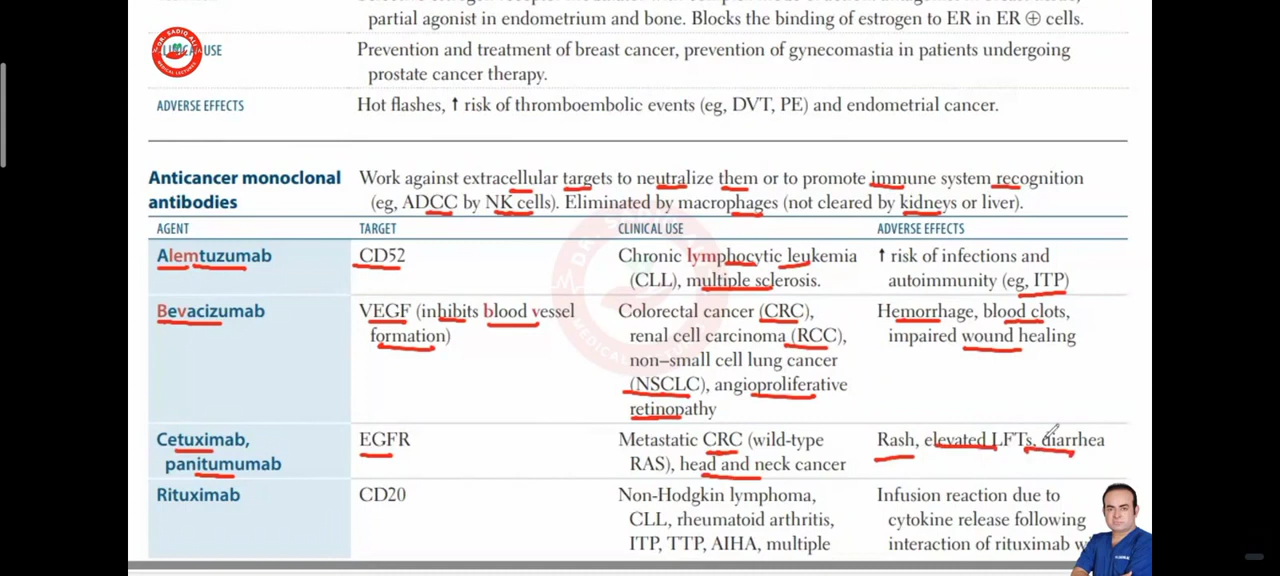 partial agonist in endometrium and bone. Blocks the binding of estrogen to ER in ER ⊕ cells.
USE
Prevention and treatment of breast cancer, prevention of gynecomastia in patients undergoing
prostate cancer therapy.
ADVERSE EFFECTS
Hot flashes, ↑ risk of thromboembolic events (eg, DVT, PE) and endometrial cancer.
Anticancer monoclonal
antibodies
Work against extracellular targets to neutralize them or to promote immune system recognition
(eg, ADCC by NK cells). Eliminated by macrophages (not cleared by kidneys or liver).
AGENT
TARGET
CLINICAL USE
ADVERSE EFFECTS
Alemtuzumab
CD52
Chronic lymphocytic leukemia
(CLL), multiple sclerosis.
↑ risk of infections and
autoimmunity (eg, ITP)
Bevacizumab
VEGF (inhibits blood vessel
formation)
Colorectal cancer (CRC),
renal cell carcinoma (RCC),
non–small cell lung cancer
(NSCLC), angioproliferative
retinopathy
Hemorrhage, blood clots,
impaired wound healing
Cetuximab,
panitumumab
EGFR
Metastatic CRC (wild-type
RAS), head and neck cancer
Rash, elevated LFTs, diarrhea
Rituximab
CD20
Non-Hodgkin lymphoma,
CLL, rheumatoid arthritis,
ITP, TTP, AIHA, multiple
Infusion reaction due to
cytokine release following
interaction of rituximab